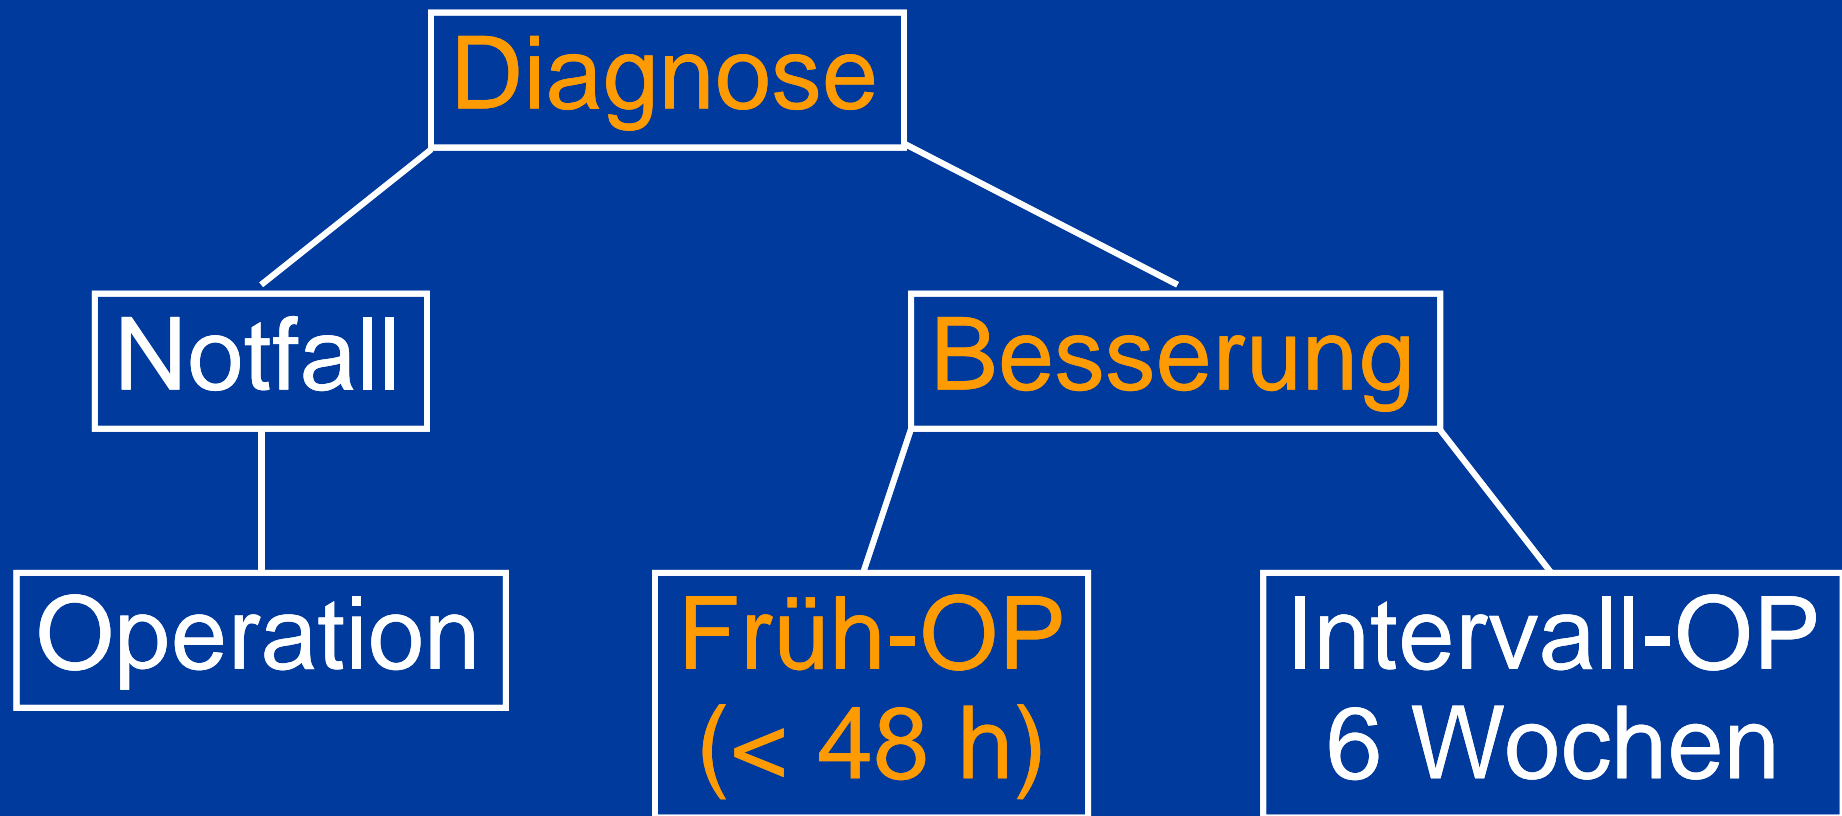 Diagnose
Notfall
Besserung
Operation
Früh-OP
(< 48 h)
Intervall-OP
6 Wochen